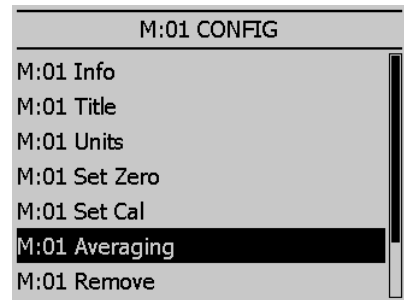 M:01 CONFIG
M:01 Info
M:01 Title
M:01 Units
M:01 Set Zero
M:01 Set Cal
M:01 Averaging
M:01 Remove